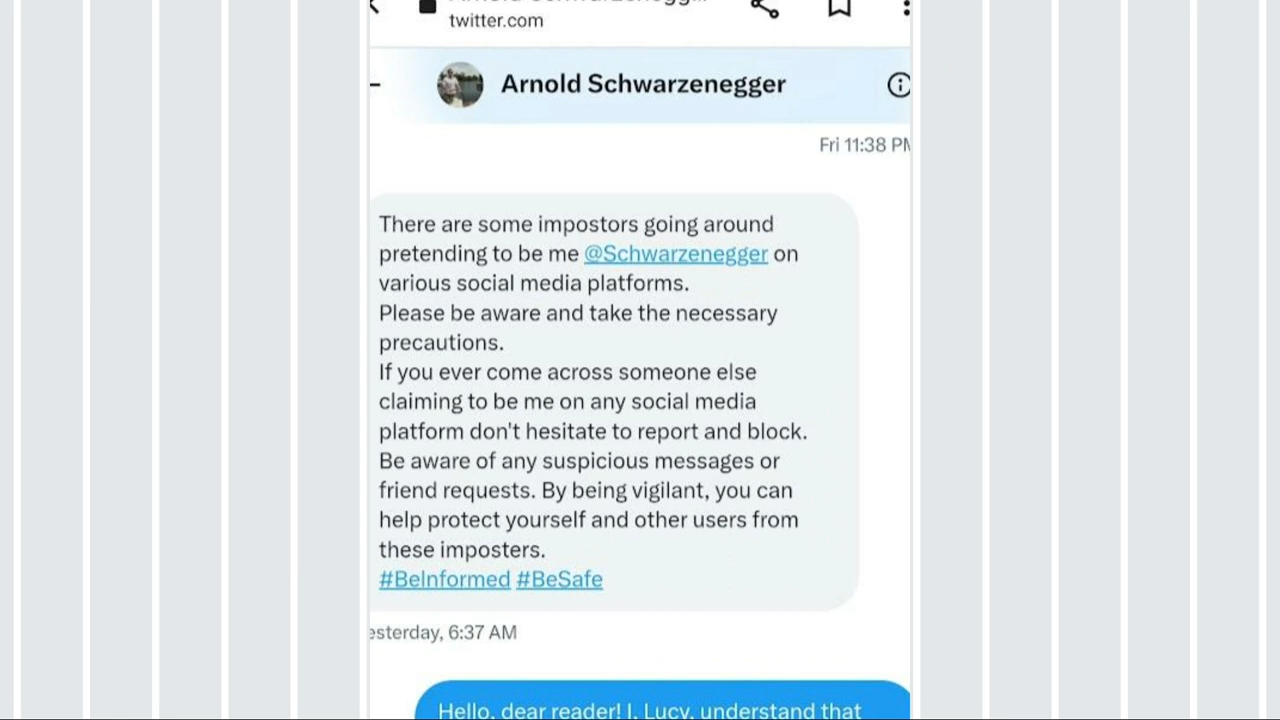 twitter.com
Arnold Schwarzenegger
Fri 11:38 PM
There are some impostors going around
pretending to be me @Schwarzenegger on
various social media platforms.
Please be aware and take the necessary
precautions.
If you ever come across someone else
claiming to be me on any social media
platform don't hesitate to report and block.
Be aware of any suspicious messages or
friend requests. By being vigilant, you can
help protect yourself and other users from
these imposters.
#BeInformed #BeSafe
esterday, 6:37 AM
Hello, dear reader! I, Lucy, understand that